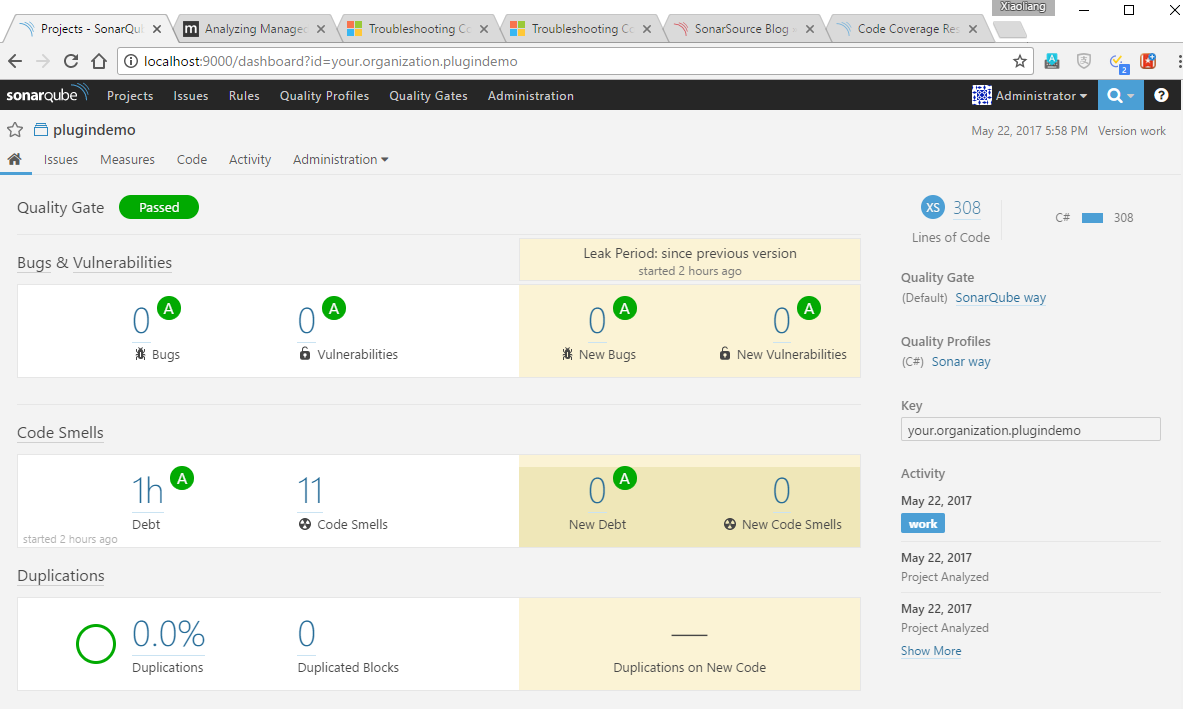 Xiaoliang
Projects - SonarQu
Analyzing Manage
Troubleshooting Co
Troubleshooting Co
SonarSource Blog
Code Coverage Res
localhost:9000/dashboard?id=your.organization.plugindemo
2
sonarqube Projects Issues Rules Quality Profiles Quality Gates Administration Administrator ?
plugindemo May 22, 2017 5:58 PM Version work
Issues Measures Code Activity Administration
Quality Gate Passed
XS 308
Lines of Code
C# 308
Bugs & Vulnerabilities
Leak Period: since previous version
started 2 hours ago
0 A 0 A 0 A 0 A
Bugs Vulnerabilities New Bugs New Vulnerabilities
Code Smells
1h A 11 0 A 0
Debt Code Smells New Debt New Code Smells
started 2 hours ago
Duplications
0.0% 0 —
Duplications Duplicated Blocks Duplications on New Code
Quality Gate
(Default) SonarQube way
Quality Profiles
(C#) Sonar way
Key
your.organization.plugindemo
Activity
May 22, 2017
work
May 22, 2017
Project Analyzed
May 22, 2017
Project Analyzed
Show More